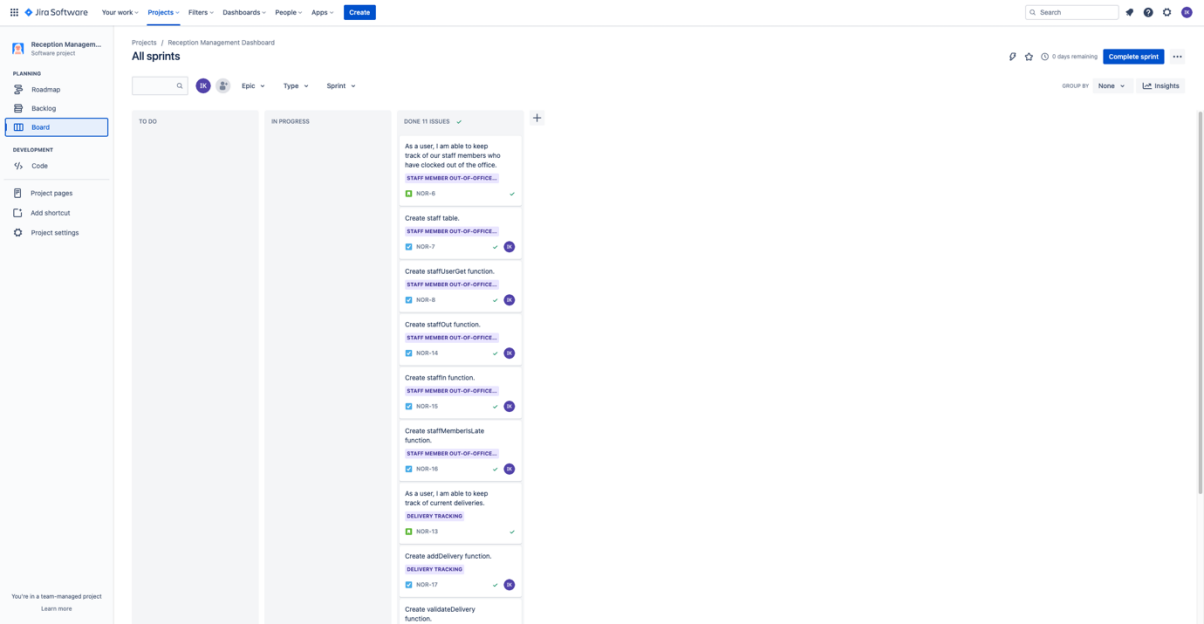 Jira Software
Your work
Projects
Filters
Dashboards
People
Apps
Create
Search
IK
Reception Managem...
Software project
PLANNING
Roadmap
Backlog
Board
DEVELOPMENT
Code
Project pages
Add shortcut
Project settings
You're in a team-managed project
Learn more
Projects / Reception Management Dashboard
All sprints
0 days remaining
Complete sprint
IK
Epic
Type
Sprint
GROUP BY
None
Insights
TO DO
IN PROGRESS
DONE 11 ISSUES
As a user, I am able to keep
track of our staff members who
have clocked out of the office.
STAFF MEMBER OUT-OF-OFFICE...
NOR-6
Create staff table.
STAFF MEMBER OUT-OF-OFFICE...
NOR-7
IK
Create staffUserGet function.
STAFF MEMBER OUT-OF-OFFICE...
NOR-8
IK
Create staffOut function.
STAFF MEMBER OUT-OF-OFFICE...
NOR-14
IK
Create staffIn function.
STAFF MEMBER OUT-OF-OFFICE...
NOR-15
IK
Create staffMemberIsLate
function.
STAFF MEMBER OUT-OF-OFFICE...
NOR-16
IK
As a user, I am able to keep
track of current deliveries.
DELIVERY TRACKING
NOR-13
Create addDelivery function.
DELIVERY TRACKING
NOR-17
IK
Create validateDelivery
function.